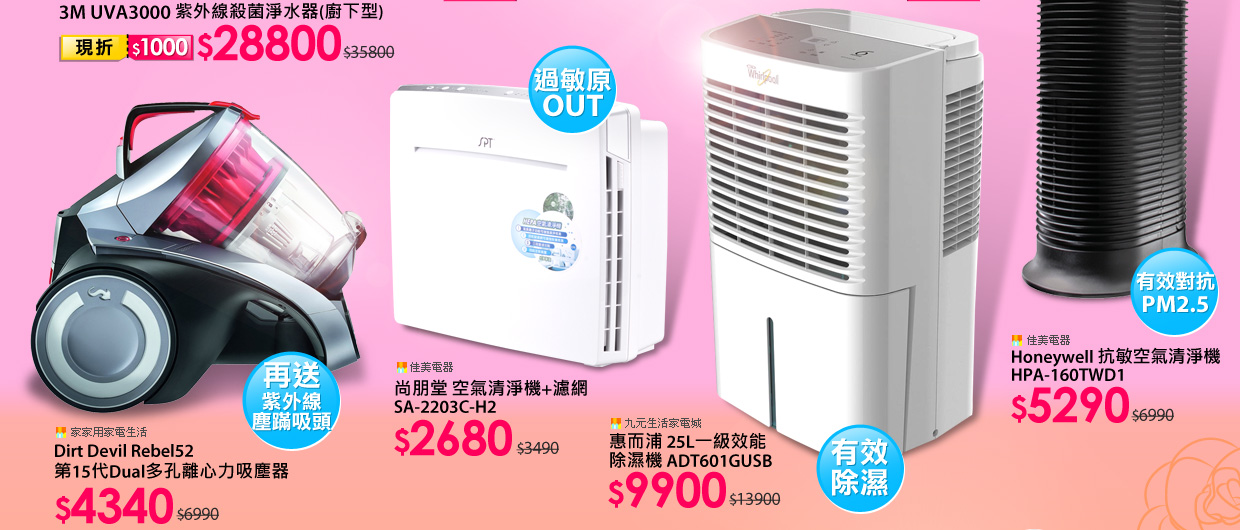 3M UVA3000 紫外線殺菌淨水器(廚下型)
現折 $1000 $28800 $35800
再送
紫外線
塵蹣吸頭
家家用家電生活
Dirt Devil Rebel52
第15代Dual多孔離心力吸塵器
$4340 $6990
過敏原
OUT
SPT
佳美電器
尚朋堂 空氣清淨機+濾網
SA-2203C-H2
$2680 $3490
Whirlpool
有效
除濕
九元生活家電城
惠而浦 25L一級效能
除濕機 ADT601GUSB
$9900 $13900
有效對抗
PM2.5
佳美電器
Honeywell 抗敏空氣清淨機
HPA-160TWD1
$5290 $6990